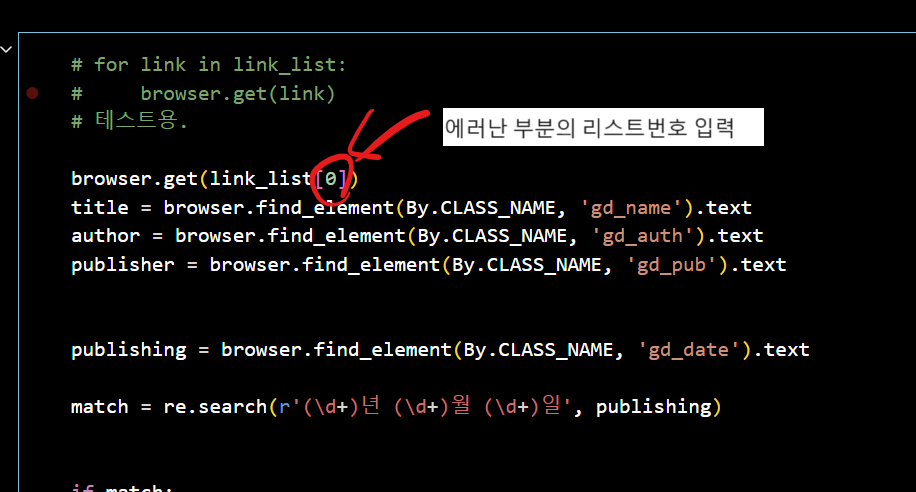 # for link in link_list:
#     browser.get(link)
# 테스트용.
에러난 부분의 리스트번호 입력
browser.get(link_list[0])
title = browser.find_element(By.CLASS_NAME, 'gd_name').text
author = browser.find_element(By.CLASS_NAME, 'gd_auth').text
publisher = browser.find_element(By.CLASS_NAME, 'gd_pub').text
publishing = browser.find_element(By.CLASS_NAME, 'gd_date').text
match = re.search(r'(\d+)년 (\d+)월 (\d+)일', publishing)
if match: